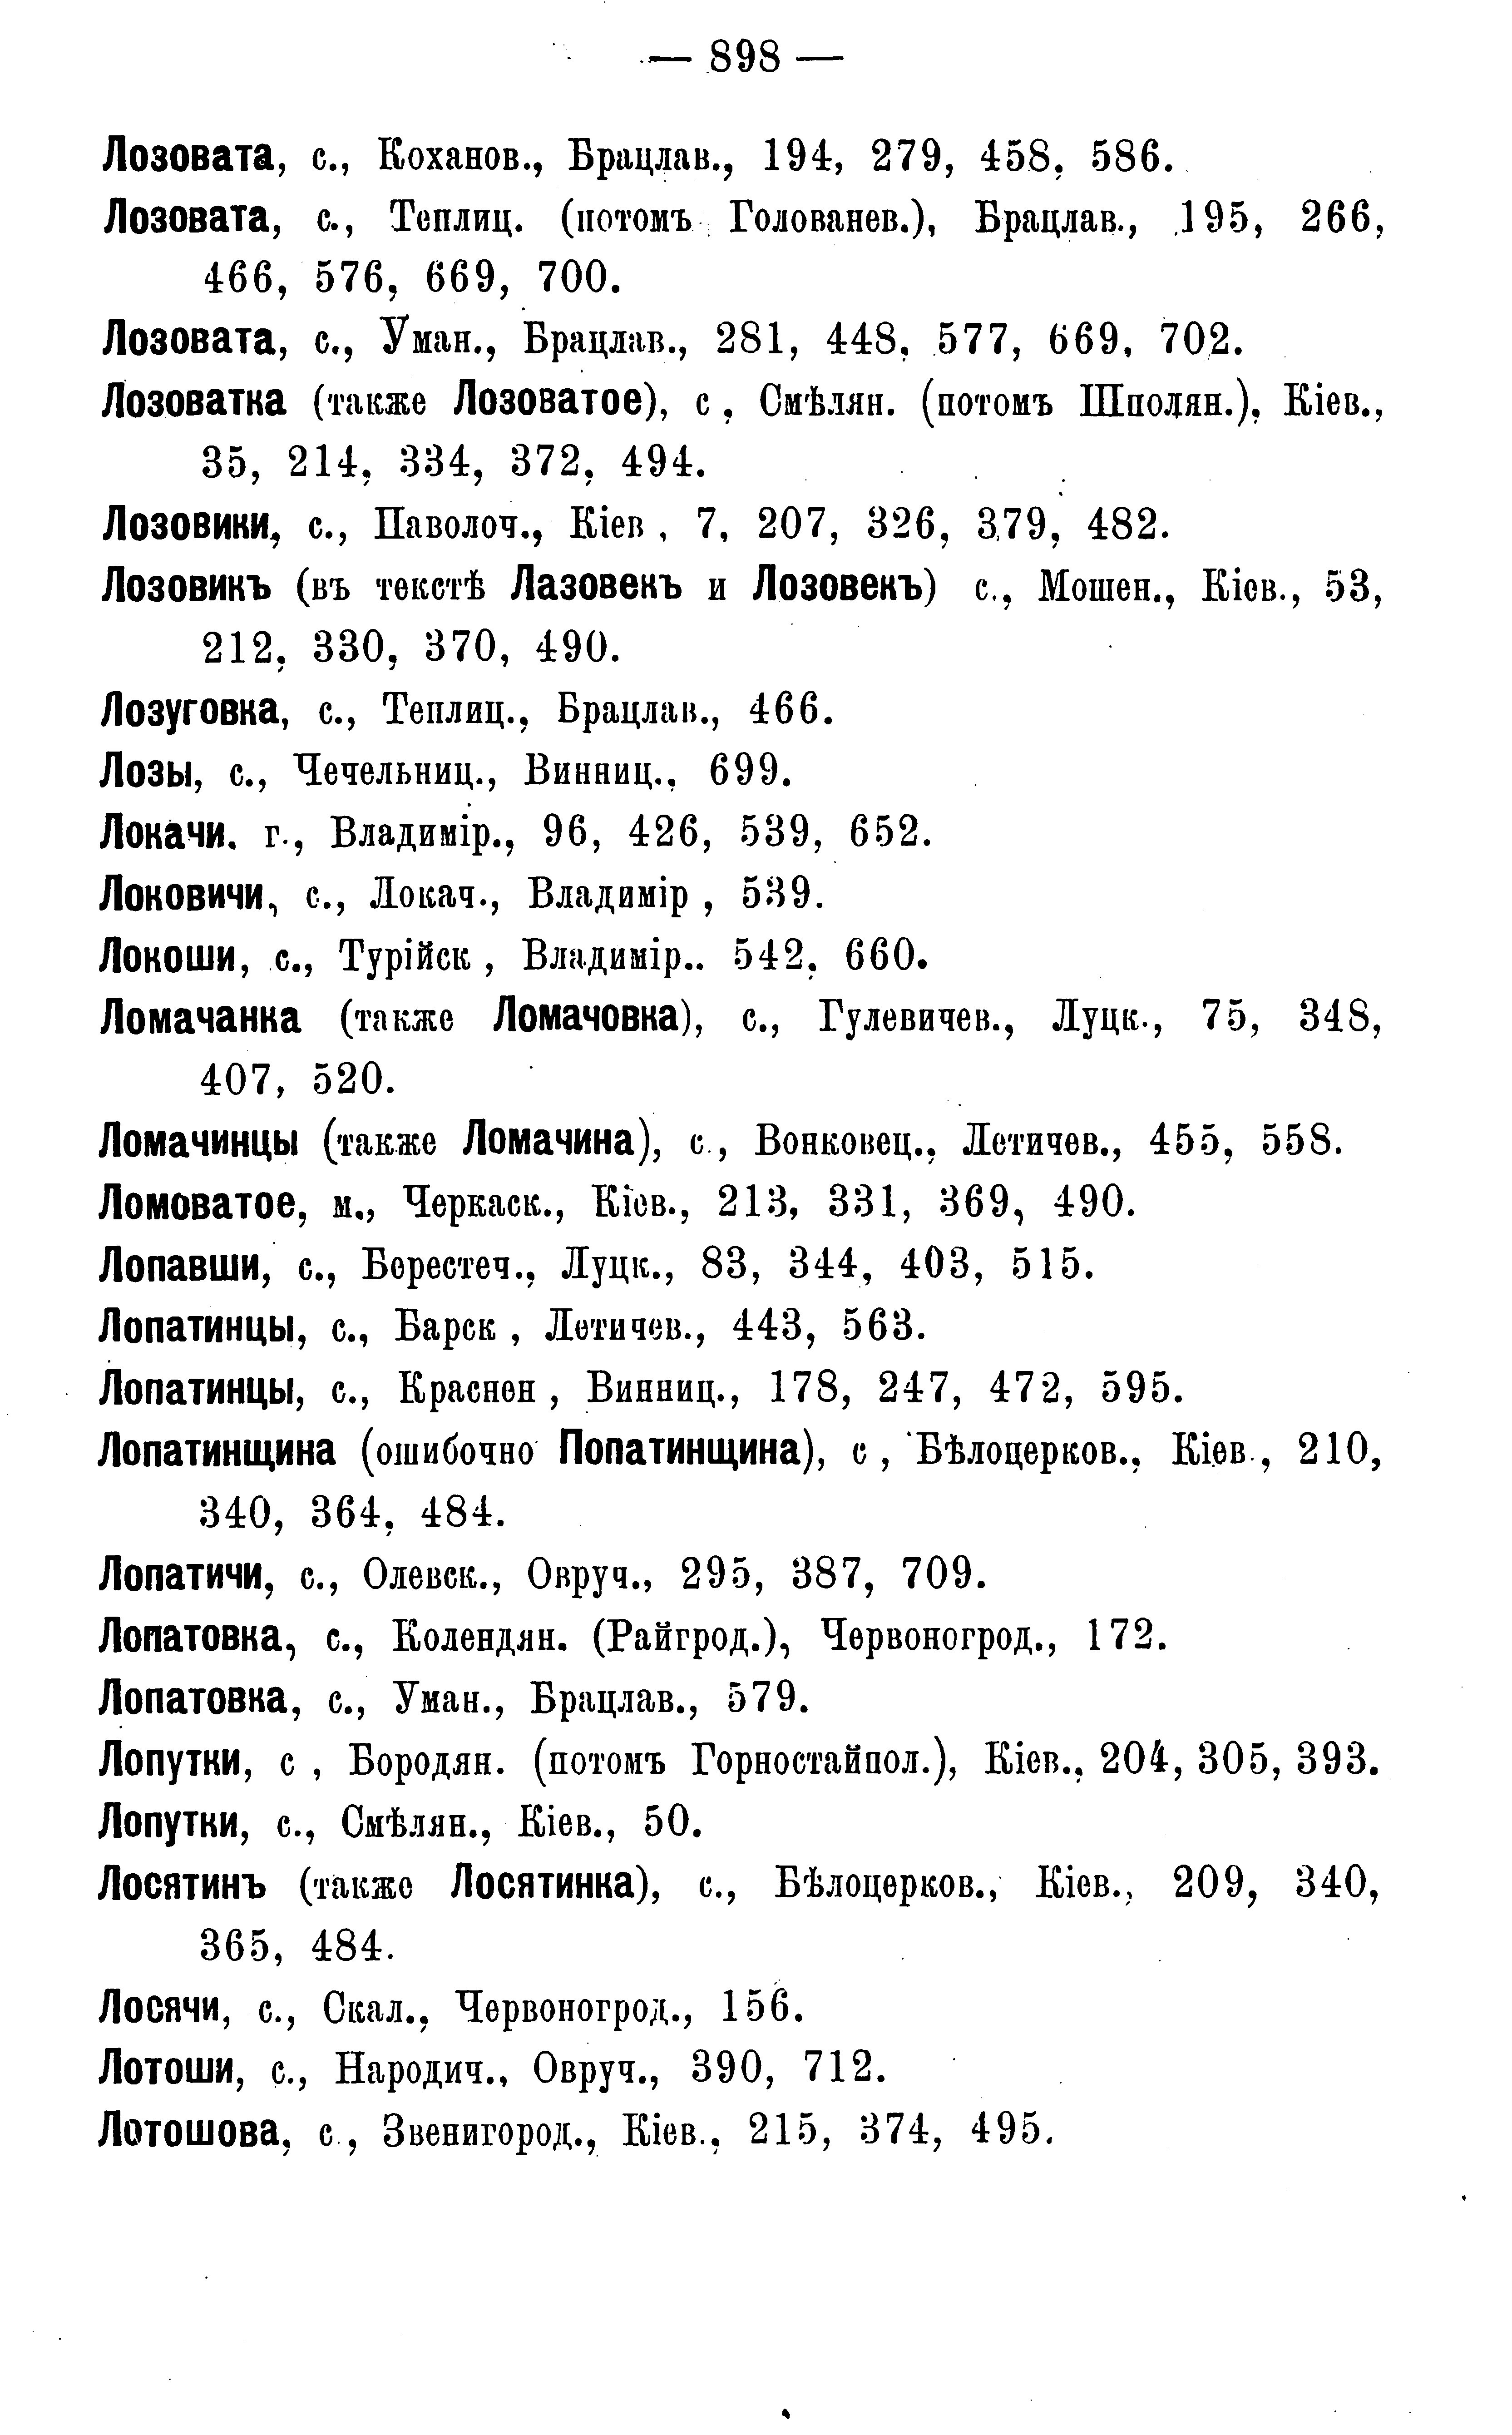 — 898 —
Лозовата, с., Коханов., Брацлав., 194, 279, 458, 586.
Лозовата, с., Теплиц. (потомъ Голованев.), Брацлав., 195, 266,
466, 576, 669, 700.
Лозовата, с., Уман., Брацлав., 281, 448, 577, 669, 702.
Лозоватка (также Лозоватое), с , Смѣлян. (потомъ Шполян.), Кіев.,
35, 214, 334, 372, 494.
Лозовики, с., Паволоч., Кіев , 7, 207, 326, 379, 482.
Лозовикъ (въ текстѣ Лазовекъ и Лозовекъ) с., Мошен., Кіев., 53,
212, 330, 370, 490.
Лозуговка, с., Теплиц., Брацлав., 466.
Лозы, с., Чечельниц., Винниц., 699.
Локачи. г., Владимір., 96, 426, 539, 652.
Локовичи, с., Локач., Владимір , 539.
Локоши, с., Турійск , Владимір.. 542, 660.
Ломачанка (также Ломачовка), с., Гулевичев., Луцк., 75, 348,
407, 520.
Ломачинцы (также Ломачина), с., Вонковец., Летичев., 455, 558.
Ломоватое, м., Черкаск., Кіев., 213, 331, 369, 490.
Лопавши, с., Берестеч., Луцк., 83, 344, 403, 515.
Лопатинцы, с., Барск , Летичев., 443, 563.
Лопатинцы, с., Краснен , Винниц., 178, 247, 472, 595.
Лопатинщина (ошибочно Попатинщина), с , Бѣлоцерков., Кіев., 210,
340, 364, 484.
Лопатичи, с., Олевск., Овруч., 295, 387, 709.
Лопатовка, с., Колендян. (Райгрод.), Червоногрод., 172.
Лопатовка, с., Уман., Брацлав., 579.
Лопутки, с , Бородян. (потомъ Горностайпол.), Кіев., 204, 305, 393.
Лопутки, с., Смѣлян., Кіев., 50.
Лосятинъ (также Лосятинка), с., Бѣлоцерков., Кіев., 209, 340,
365, 484.
Лосячи, с., Скал., Червоногрод., 156.
Лотоши, с., Народич., Овруч., 390, 712.
Лотошова, с., Звенигород., Кіев., 215, 374, 495.